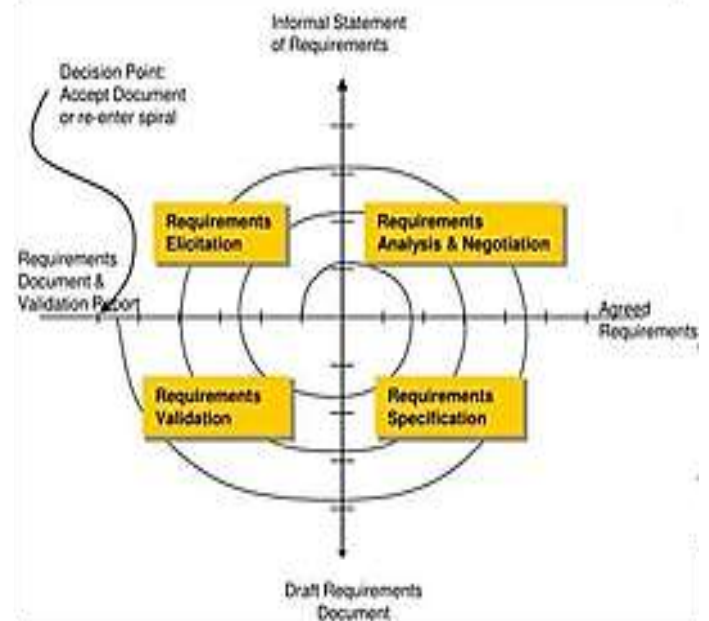 Informal Statement
of Requirements
Decision Point:
Accept Document
or re-enter spiral
Requirements
Elicitation
Requirements
Analysis & Negotiation
Requirements
Document &
Validation Report
Agreed
Requirements
Requirements
Validation
Requirements
Specification
Draft Requirements
Document